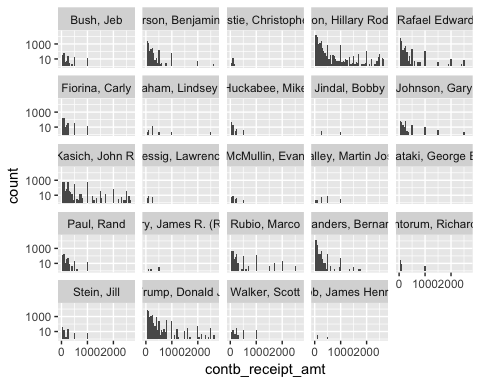 Bush, Jeb
rson, Benjamin
stie, Christophe
on, Hillary Rod
Rafael Edward
1000
10
Fiorina, Carly
aham, Lindsey
Huckabee, Mike
Jindal, Bobby
Johnson, Gary
1000
10
Kasich, John R
essig, Lawrenc
McMullin, Evan
alley, Martin Jos
ataki, George E
1000
10
Paul, Rand
ry, James R. (R
Rubio, Marco
anders, Bernar
ntorum, Richard
1000
10
0 10002000
Stein, Jill
rump, Donald J
Walker, Scott
ob, James Henr
1000
10
0 10002000
0 10002000
0 10002000
0 10002000
count
contb_receipt_amt